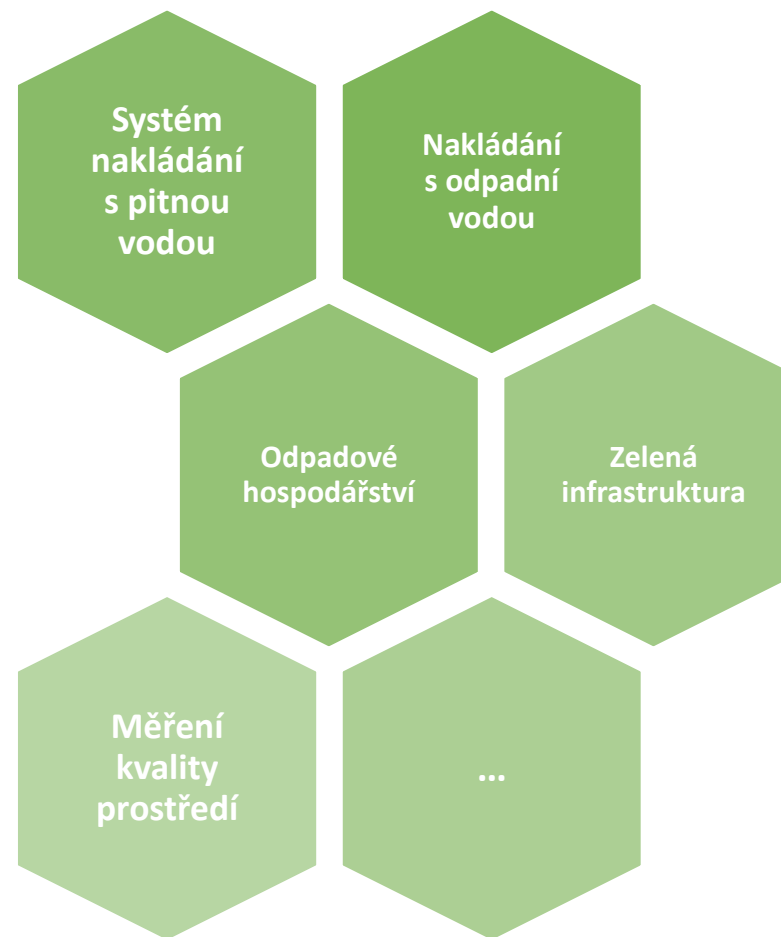 Systém
nakládání
s pitnou
vodou
Nakládání
s odpadní
vodou
Odpadové
hospodářství
Zelená
infrastruktura
Měření
kvality
prostředí
...